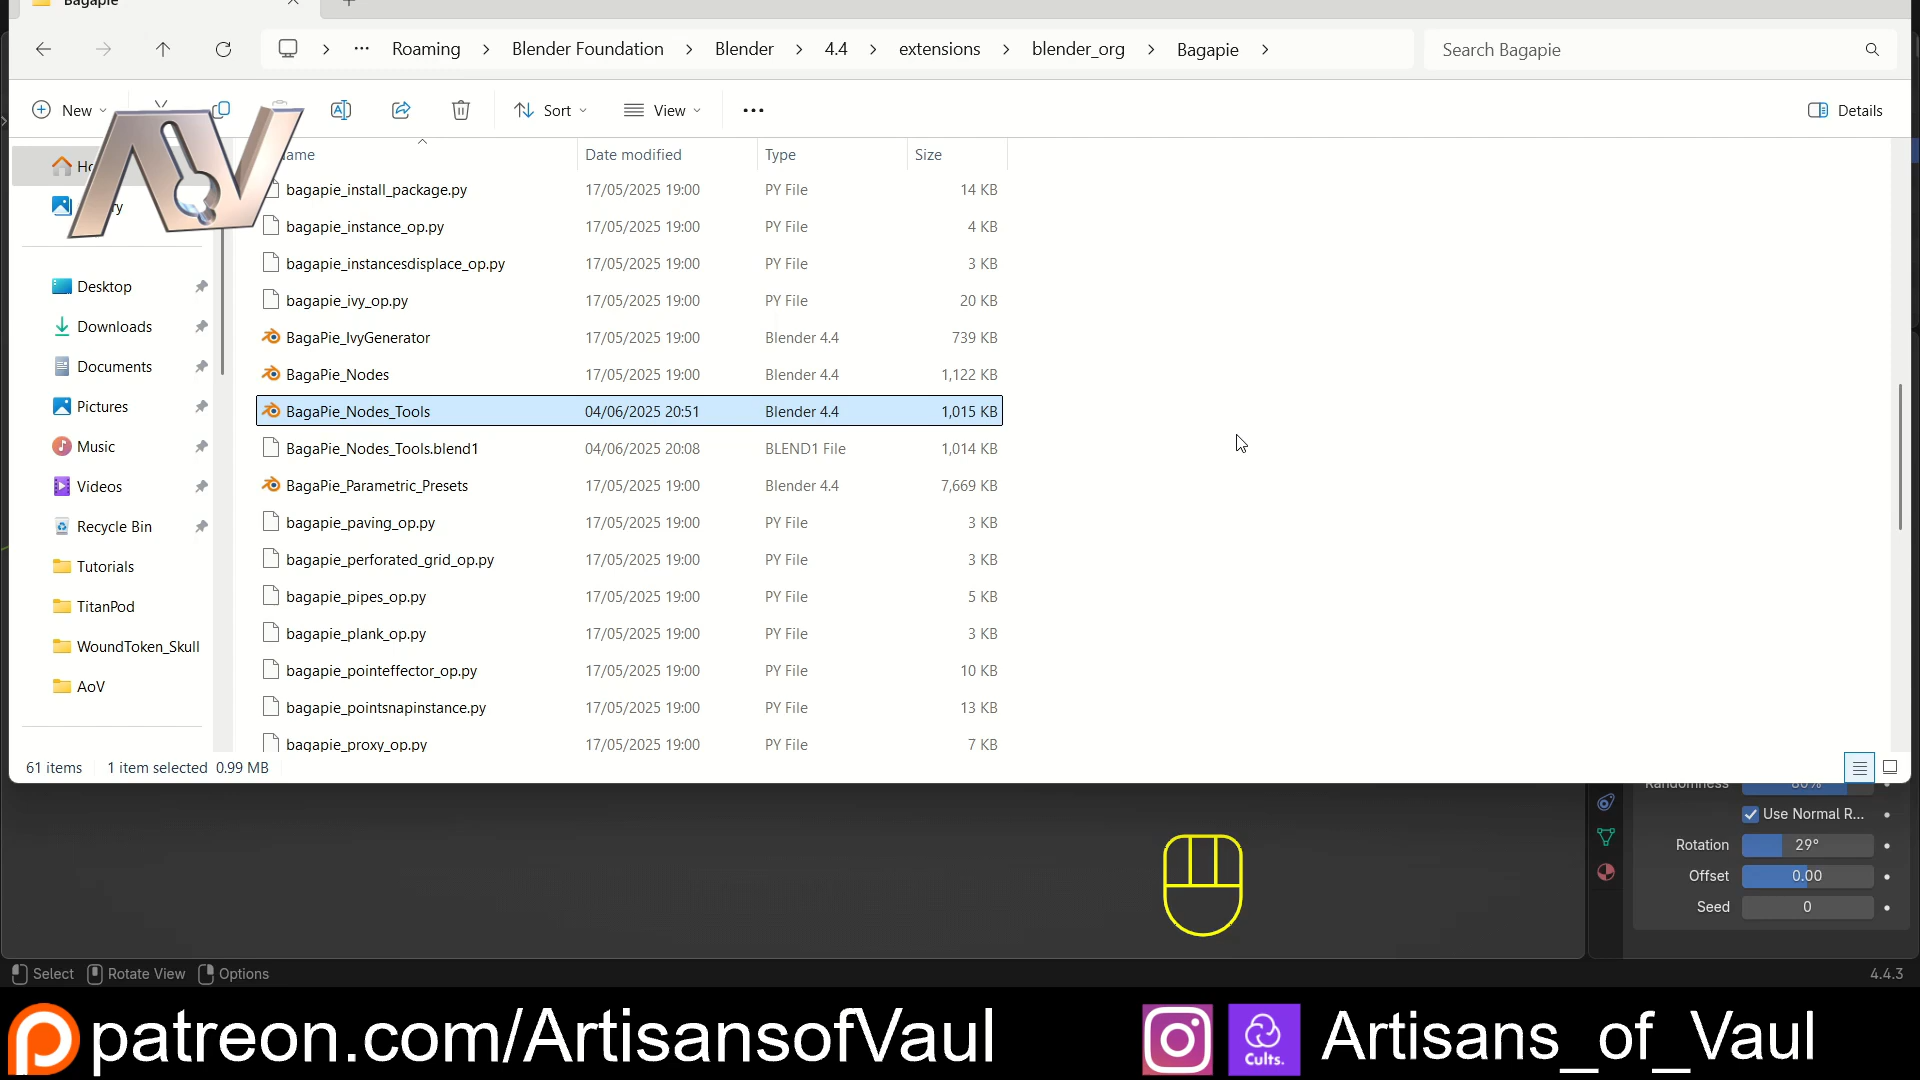 Bagapie
Roaming > Blender Foundation > Blender > 4.4 > extensions > blender_org > Bagapie >
Search Bagapie
New
Sort
View
Details
Name Date modified Type Size
bagapie_install_package.py 17/05/2025 19:00 PY File 14 KB
bagapie_instance_op.py 17/05/2025 19:00 PY File 4 KB
bagapie_instancesdisplace_op.py 17/05/2025 19:00 PY File 3 KB
bagapie_ivy_op.py 17/05/2025 19:00 PY File 20 KB
BagaPie_IvyGenerator 17/05/2025 19:00 Blender 4.4 739 KB
BagaPie_Nodes 17/05/2025 19:00 Blender 4.4 1,122 KB
BagaPie_Nodes_Tools 04/06/2025 20:51 Blender 4.4 1,015 KB
BagaPie_Nodes_Tools.blend1 04/06/2025 20:08 BLEND1 File 1,014 KB
BagaPie_Parametric_Presets 17/05/2025 19:00 Blender 4.4 7,669 KB
bagapie_paving_op.py 17/05/2025 19:00 PY File 3 KB
bagapie_perforated_grid_op.py 17/05/2025 19:00 PY File 3 KB
bagapie_pipes_op.py 17/05/2025 19:00 PY File 5 KB
bagapie_plank_op.py 17/05/2025 19:00 PY File 3 KB
bagapie_pointeffector_op.py 17/05/2025 19:00 PY File 10 KB
bagapie_pointsnapinstance.py 17/05/2025 19:00 PY File 13 KB
bagapie_proxy_op.py 17/05/2025 19:00 PY File 7 KB
Desktop
Downloads
Documents
Pictures
Music
Videos
Recycle Bin
Tutorials
TitanPod
WoundToken_Skull
AoV
61 items 1 item selected 0.99 MB
Randomness 80%
Use Normal R...
Rotation 29°
Offset 0.00
Seed 0
Select Rotate View Options
4.4.3
AV
patreon.com/ArtisansofVaul
Cults.
Artisans_of_Vaul